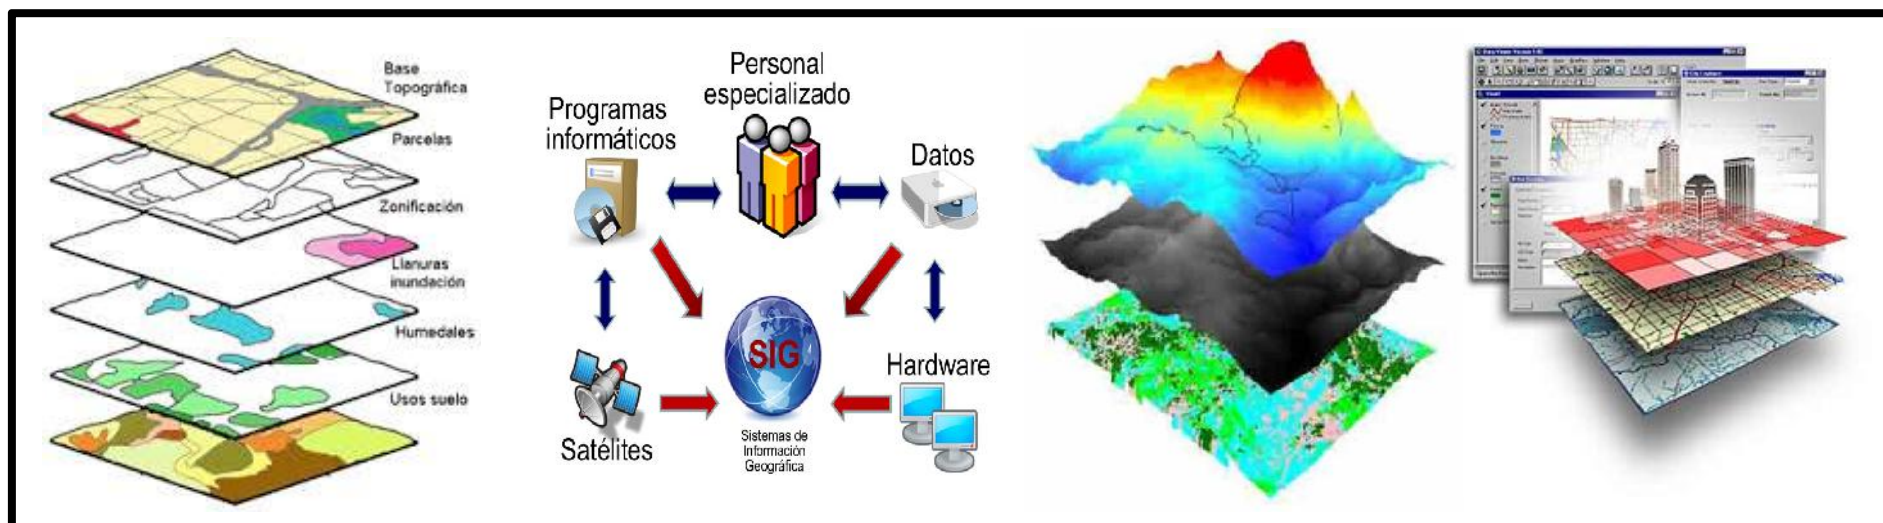 Base
Topográfica
Parcelas
Zonificación
Llanuras
inundación
Humedales
Usos suelo
Programas
informáticos
Personal
especializado
Datos
SIG
Satélites
Hardware
Sistemas de
Información
Geográfica